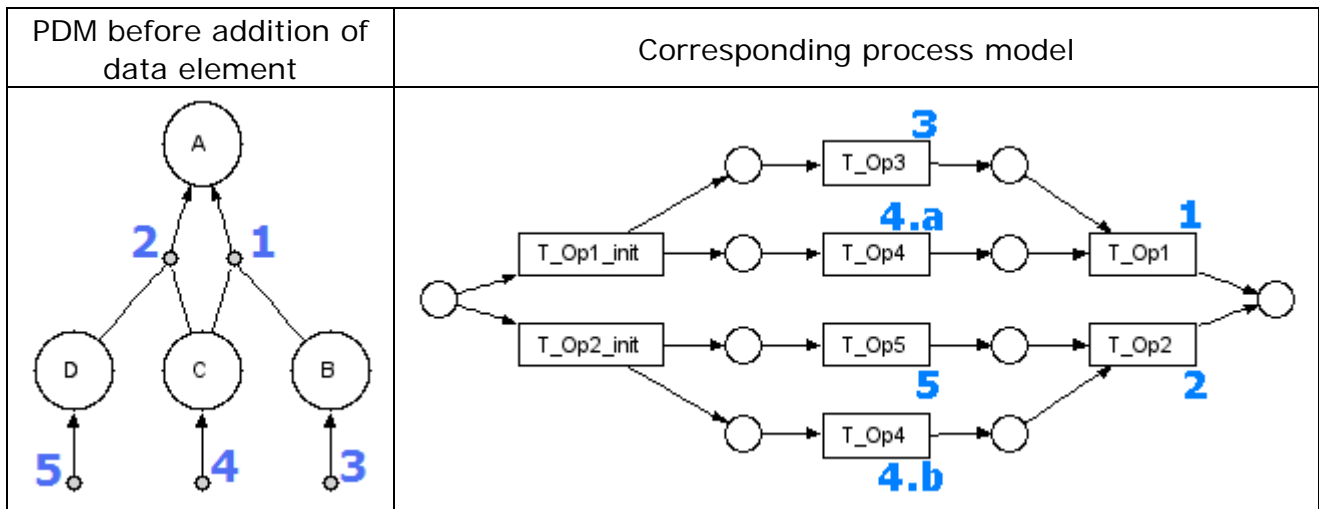 PDM before addition of
data element
Corresponding process model
A
2
1
D
C
B
5
4
3
3
T_Op3
4.a
1
T_Op1_init
T_Op4
T_Op1
T_Op2_init
T_Op5
T_Op2
5
2
T_Op4
4.b